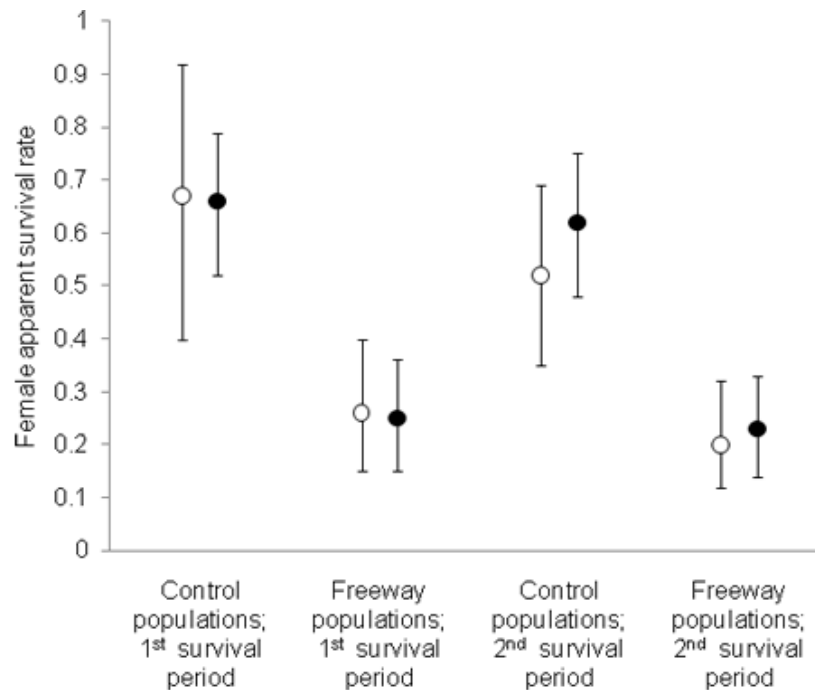 Female apparent survival rate
1
0.9
0.8
0.7
0.6
0.5
0.4
0.3
0.2
0.1
0
Control
populations;
1st survival
period
Freeway
populations;
1st survival
period
Control
populations;
2nd survival
period
Freeway
populations;
2nd survival
period